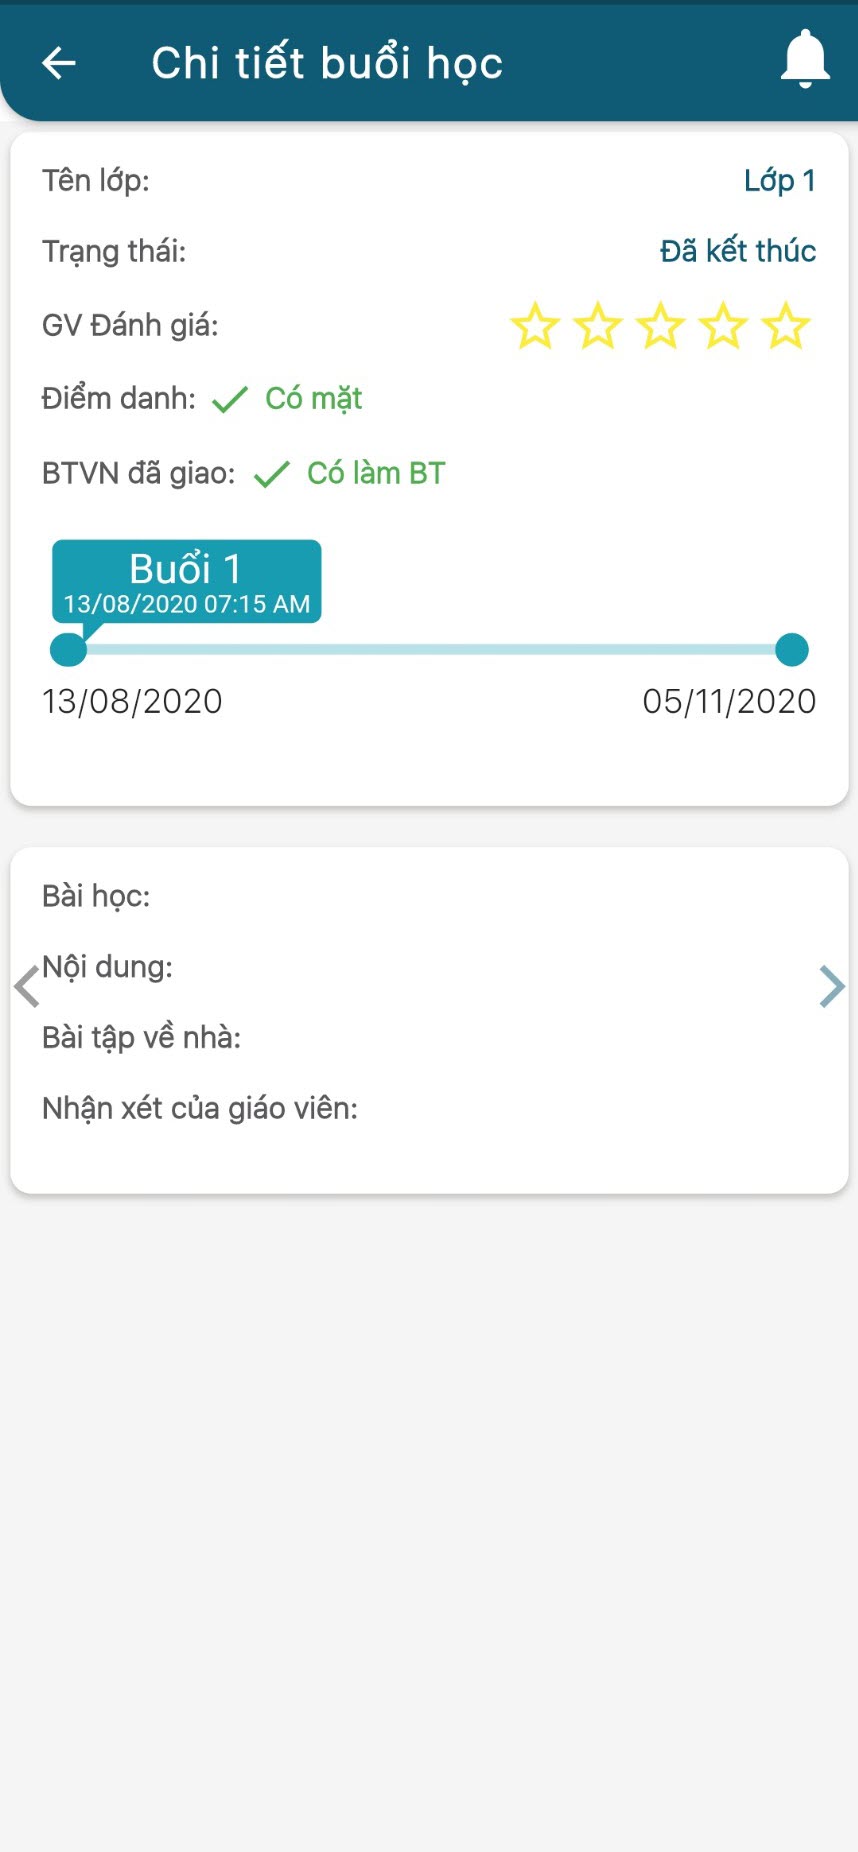 Chi tiết buổi học
Tên lớp: Lớp 1
Trạng thái: Đã kết thúc
GV Đánh giá:
Điểm danh: Có mặt
BTVN đã giao: Có làm BT
Buổi 1
13/08/2020 07:15 AM
13/08/2020 05/11/2020
Bài học:
Nội dung:
Bài tập về nhà:
Nhận xét của giáo viên: